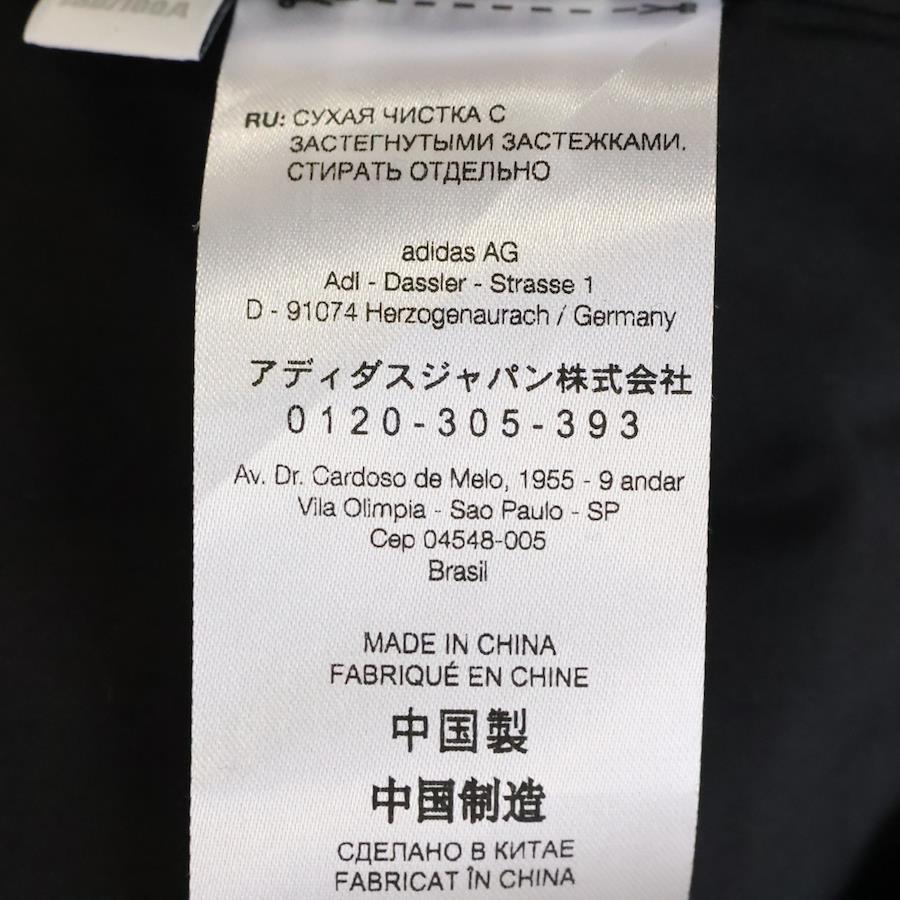 RU: СУХАЯ ЧИСТКА С
ЗАСТЕГНУТЫМИ ЗАСТЕЖКАМИ.
СТИРАТЬ ОТДЕЛЬНО
adidas AG
Adi - Dassler - Strasse 1
D - 91074 Herzogenaurach / Germany
アディダスジャパン株式会社
0120-305-393
Av. Dr. Cardoso de Melo, 1955 - 9 andar
Vila Olimpia - Sao Paulo - SP
Cep 04548-005
Brasil
MADE IN CHINA
FABRIQUÉ EN CHINE
中国製
中国制造
СДЕЛАНО В КИТАЕ
FABRICAT ÎN CHINA